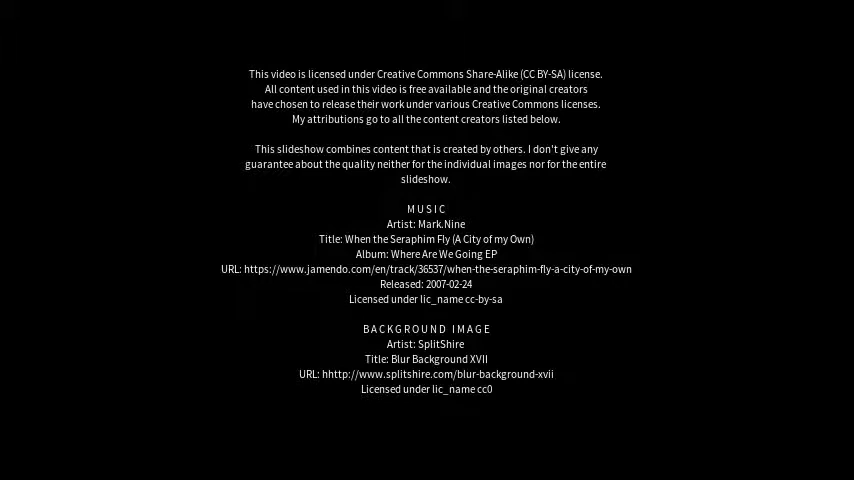 This video is licensed under Creative Commons Share-Alike (CC BY-SA) license.
All content used in this video is free available and the original creators
have chosen to release their work under various Creative Commons licenses.
My attributions go to all the content creators listed below.
This slideshow combines content that is created by others. I don't give any
guarantee about the quality neither for the individual images nor for the entire
slideshow.
MUSIC
Artist: Mark.Nine
Title: When the Seraphim Fly (A City of my Own)
Album: Where Are We Going EP
URL: https://www.jamendo.com/en/track/36537/when-the-seraphim-fly-a-city-of-my-own
Released: 2007-02-24
Licensed under lic_name cc-by-sa
BACKGROUND IMAGE
Artist: SplitShire
Title: Blur Background XVII
URL: hhttp://www.splitshire.com/blur-background-xvii
Licensed under lic_name cc0